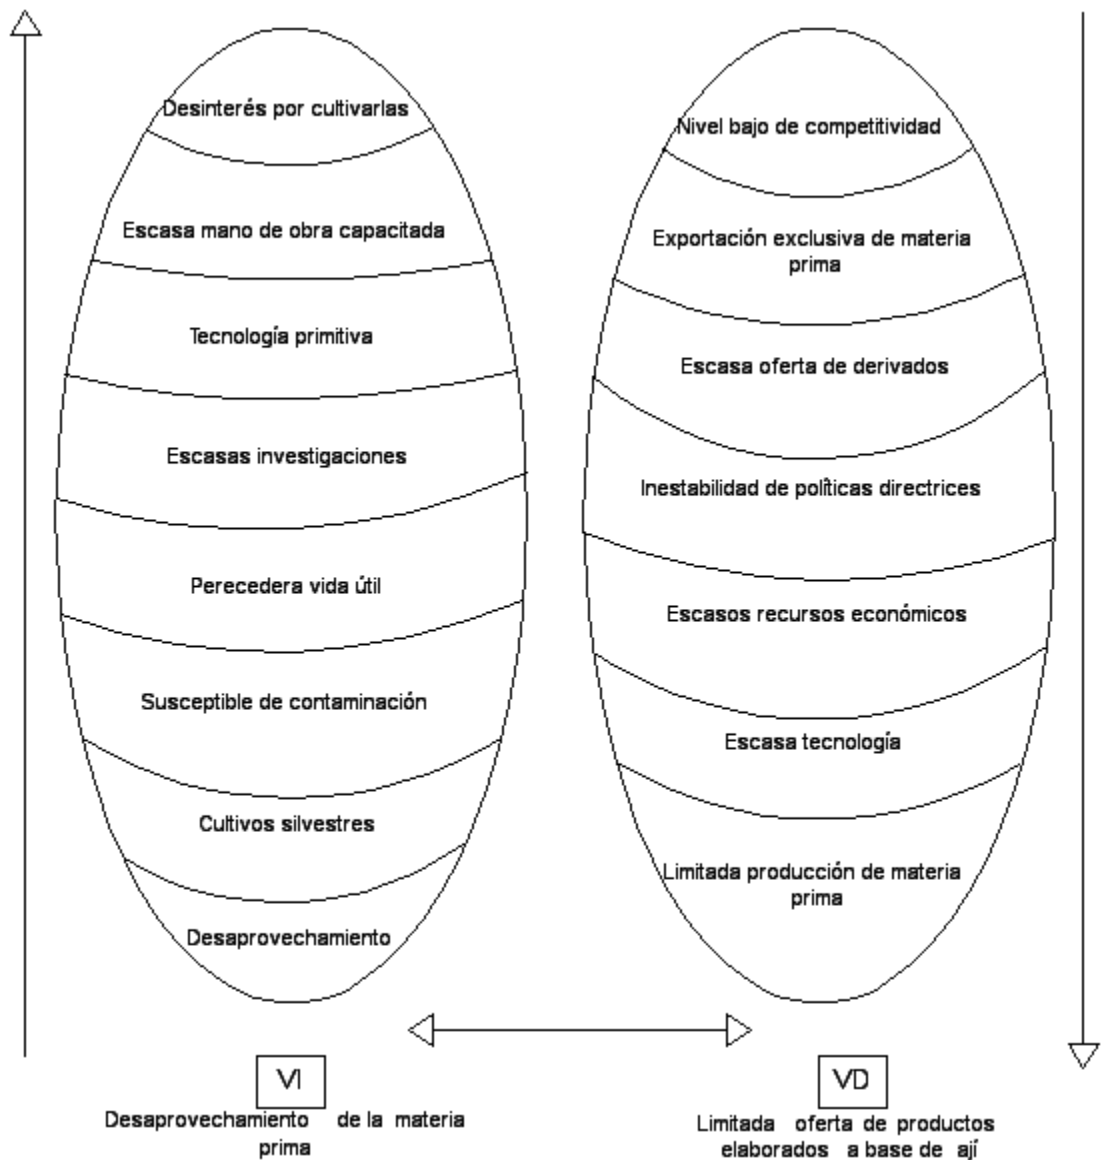 Desinterés por cultivarlas
Escasa mano de obra capacitada
Tecnología primitiva
Escasas investigaciones
Perecedera vida útil
Susceptible de contaminación
Cultivos silvestres
Desaprovechamiento
VI
Desaprovechamiento de la materia
prima
Nivel bajo de competitividad
Exportación exclusiva de materia
prima
Escasa oferta de derivados
Inestabilidad de políticas directrices
Escasos recursos económicos
Escasa tecnología
Limitada producción de materia
prima
VD
Limitada oferta de productos
elaborados a base de ají